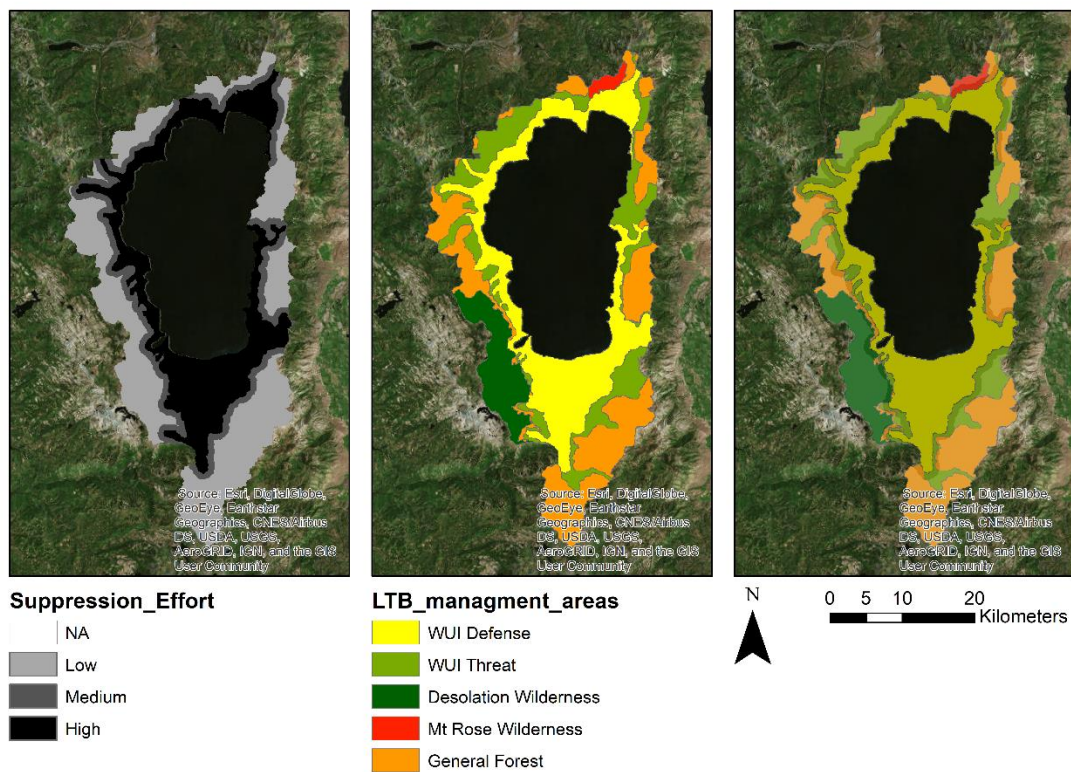 Source: Esri, DigitalGlobe,
GeoEye, Earthstar
Geographics, CNES/Airbus
DS, USDA, USGS,
AeroGRID, IGN, and the GIS
User Community
Source: Esri, DigitalGlobe,
GeoEye, Earthstar
Geographics, CNES/Airbus
DS, USDA, USGS,
AeroGRID, IGN, and the GIS
User Community
Source: Esri, DigitalGlobe,
GeoEye, Earthstar
Geographics, CNES/Airbus
DS, USDA, USGS,
AeroGRID, IGN, and the GIS
User Community
Suppression_Effort
NA
Low
Medium
High
LTB_managment_areas
WUI Defense
WUI Threat
Desolation Wilderness
Mt Rose Wilderness
General Forest
N
0 5 10 20
Kilometers